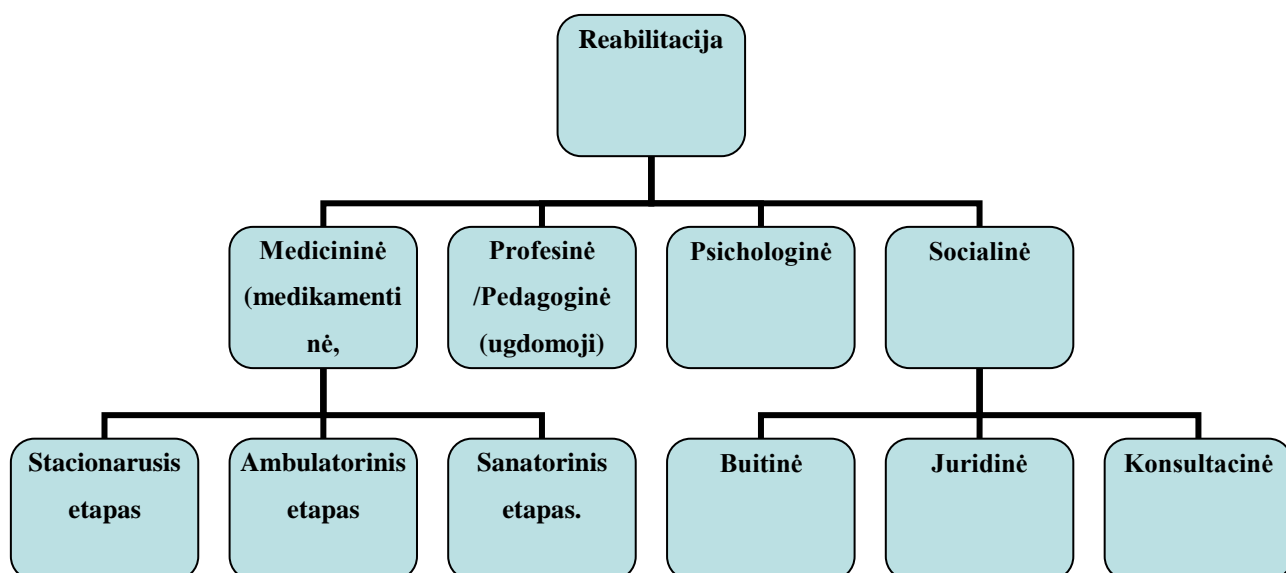 Reabilitacija
Medicininė
(medikamenti
nė,
Profesinė
/Pedagoginė
(ugdomoji)
Psichologinė
Socialinė
Stacionarusis
etapas
Ambulatorinis
etapas
Sanatorinis
etapas.
Buitinė
Juridinė
Konsultacinė